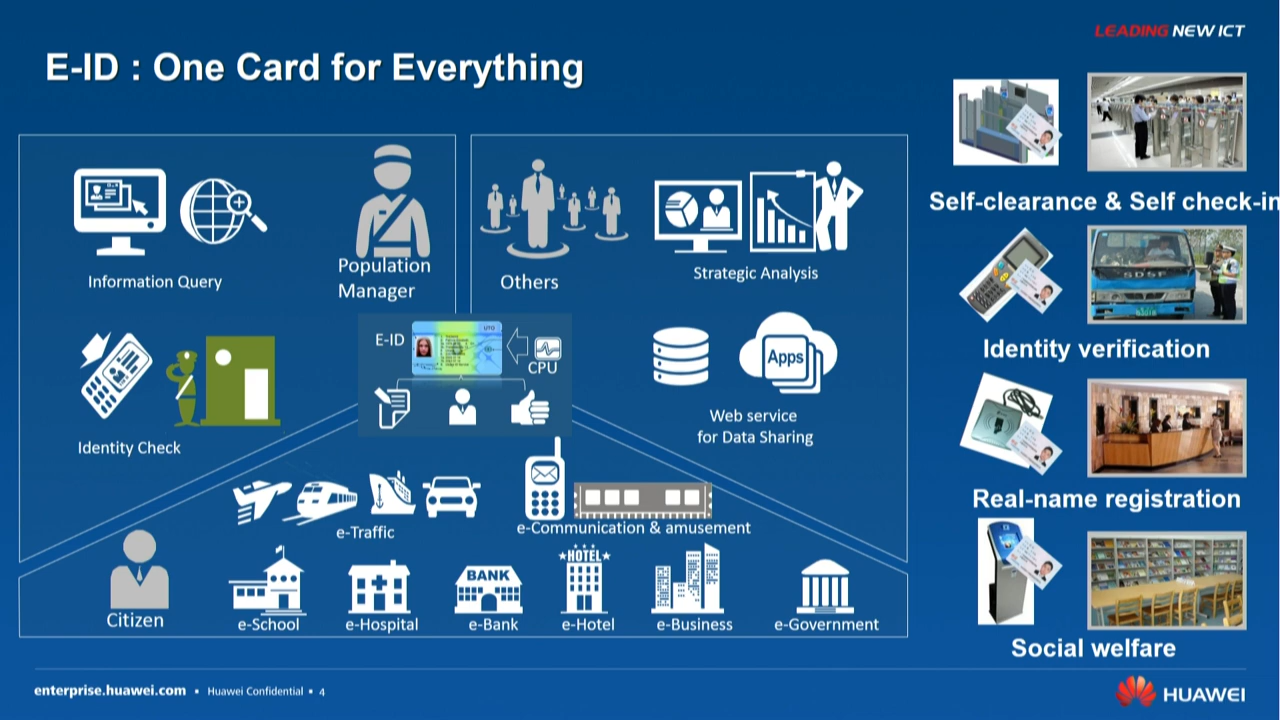 LEADING NEW ICT
E-ID : One Card for Everything
Information Query
Population
Manager
Others
Strategic Analysis
E-ID
UTO
CPU
Identity Check
Apps
Web service
for Data Sharing
e-Traffic
e-Communication & amusement
Citizen
e-School
e-Hospital
BANK
e-Bank
HOTEL
e-Hotel
e-Business
e-Government
Self-clearance & Self check-in
SDSF
Identity verification
Real-name registration
Social welfare
enterprise.huawei.com ▪ Huawei Confidential ▪ 4
HUAWEI